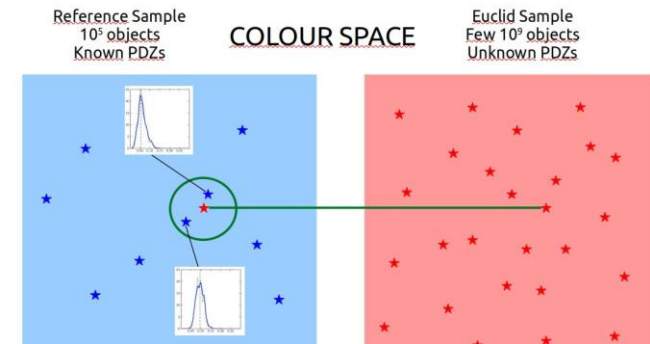 Reference Sample
10⁵ objects
Known PDZs
COLOUR SPACE
Euclid Sample
Few 10⁹ objects
Unknown PDZs